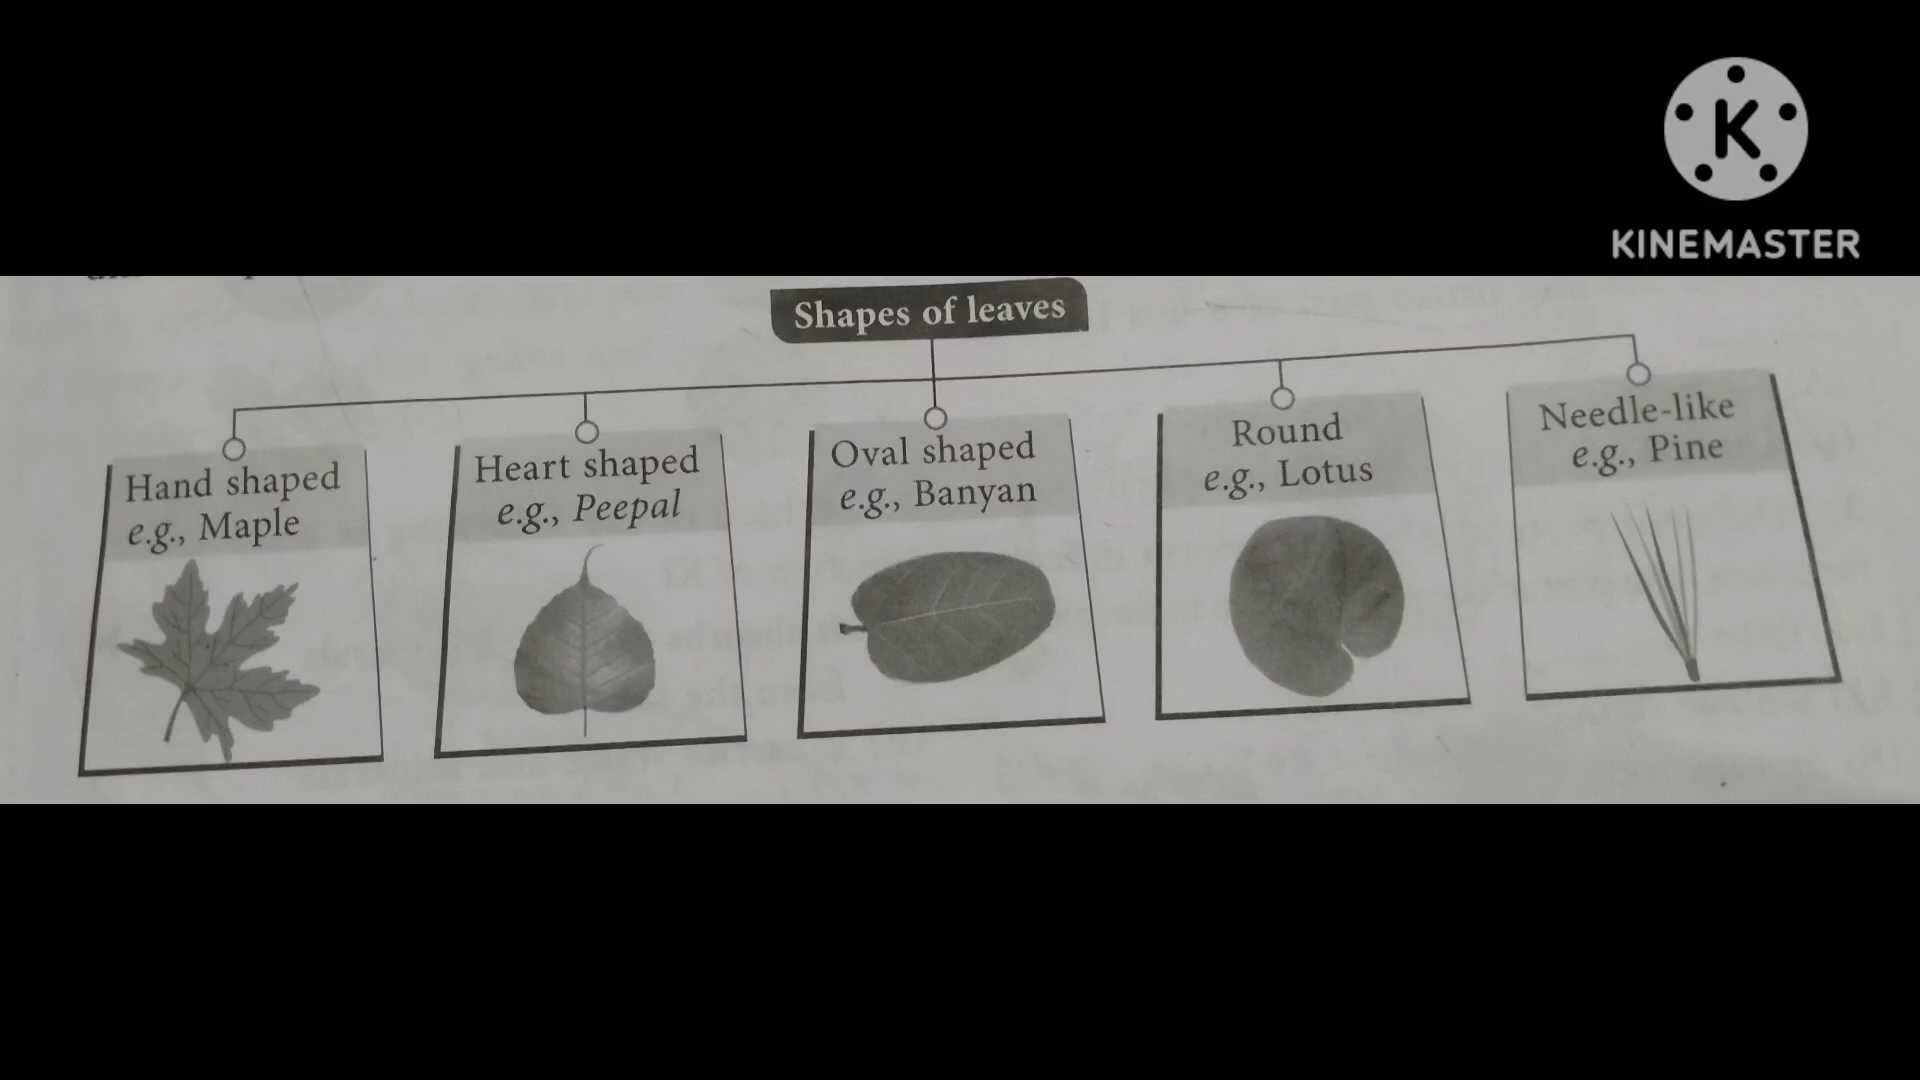 KINEMASTER
Shapes of leaves
Hand shaped
e.g., Maple
Heart shaped
e.g., Peepal
Oval shaped
e.g., Banyan
Round
e.g., Lotus
Needle-like
e.g., Pine